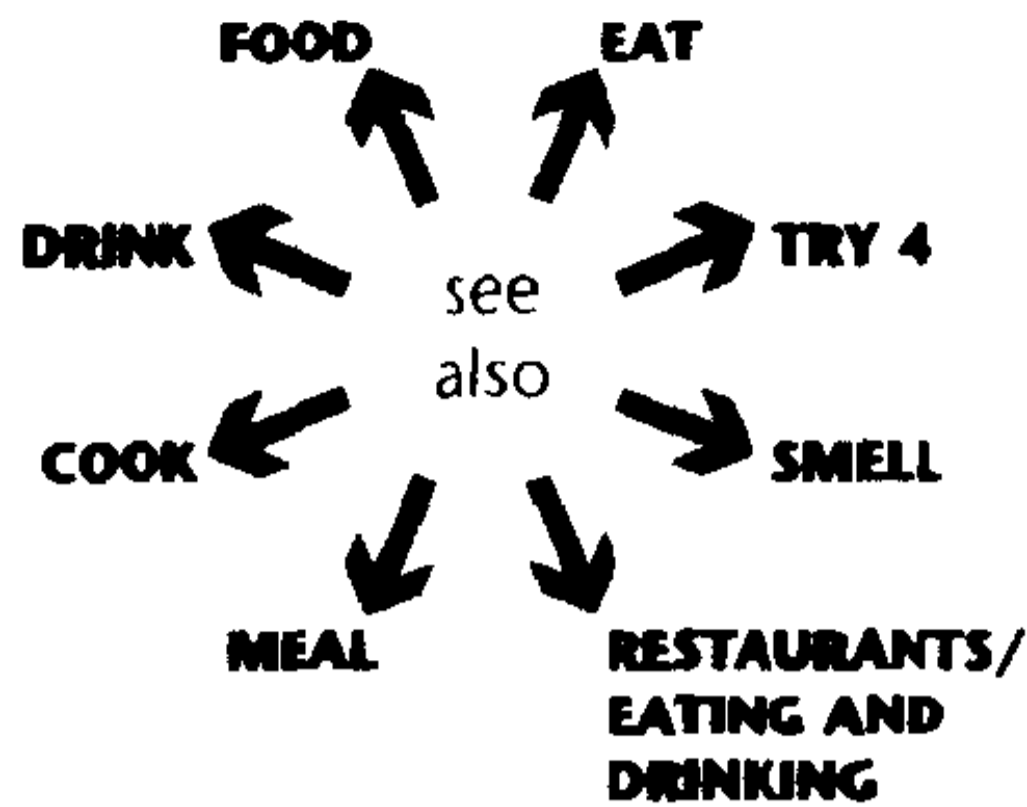 FOOD
EAT
DRINK
TRY 4
see
also
COOK
SMELL
MEAL
RESTAURANTS/
EATING AND
DRINKING